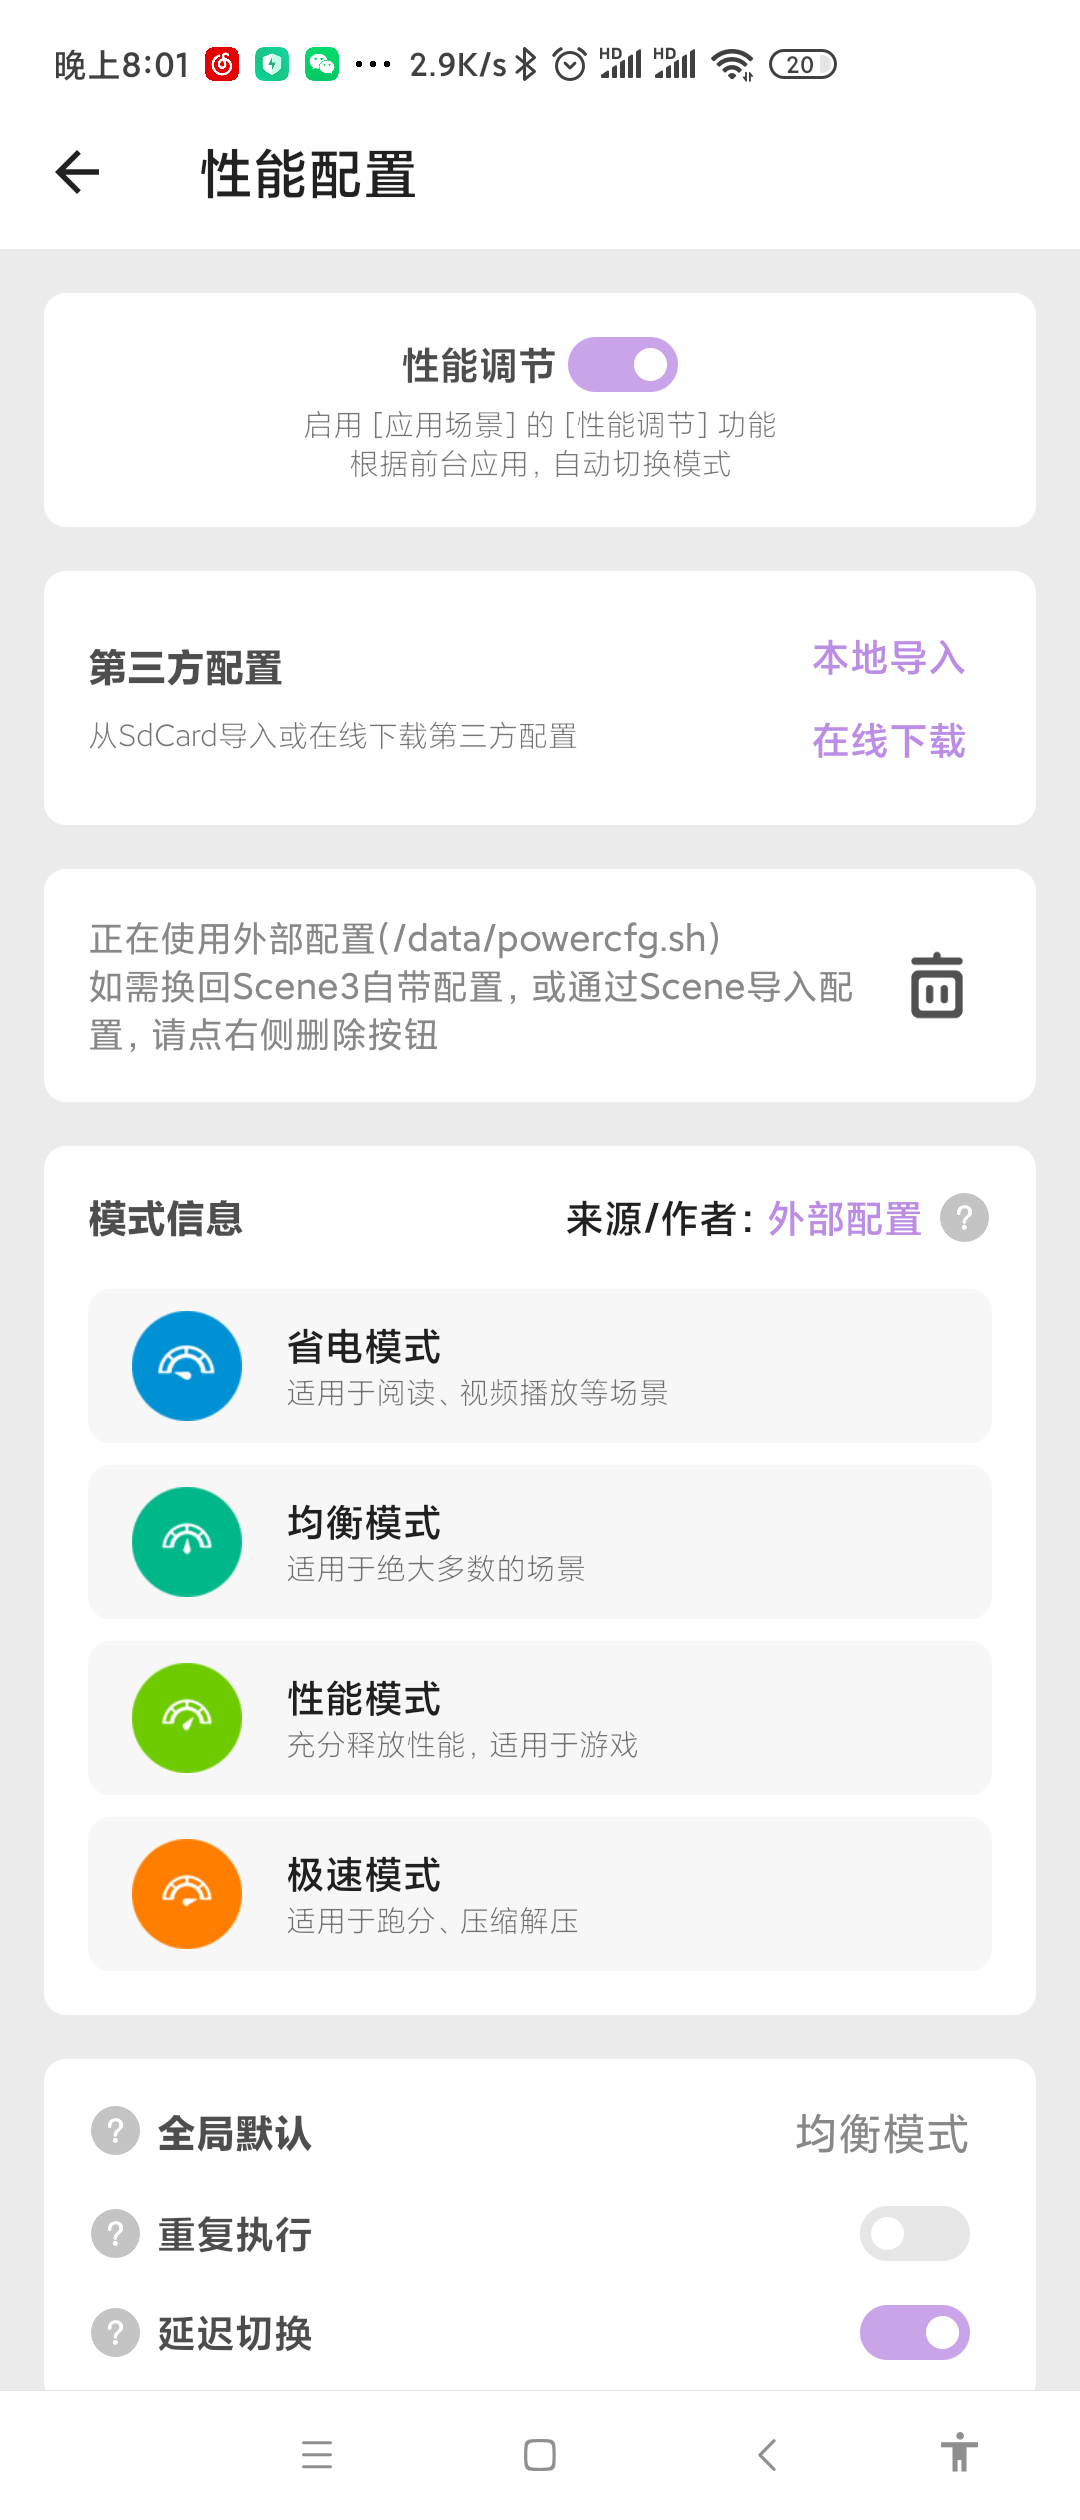 晚上8:01 ... 2.9K/s HD HD 20
性能配置
性能调节
启用 [应用场景] 的 [性能调节] 功能
根据前台应用, 自动切换模式
第三方配置
从SdCard导入或在线下载第三方配置
本地导入
在线下载
正在使用外部配置(/data/powercfg.sh)
如需换回Scene3自带配置, 或通过Scene导入配
置, 请点右侧删除按钮
模式信息
来源/作者: 外部配置 ?
省电模式
适用于阅读、视频播放等场景
均衡模式
适用于绝大多数的场景
性能模式
充分释放性能, 适用于游戏
极速模式
适用于跑分、压缩解压
? 全局默认 均衡模式
? 重复执行
? 延迟切换